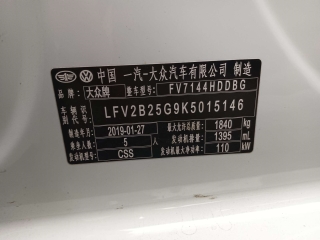 中国 一汽-大众汽车有限公司 制造
品牌 大众牌 整车型号 FV7144HDDBG
车辆识别代号 LFV2B25G9K5015146
制造年月 2019-01-27 最大允许总质量 1840 kg
乘坐人数 5 人 发动机排量 1395 mL
发动机型号 CSS 发动机最大净功率 110 kW